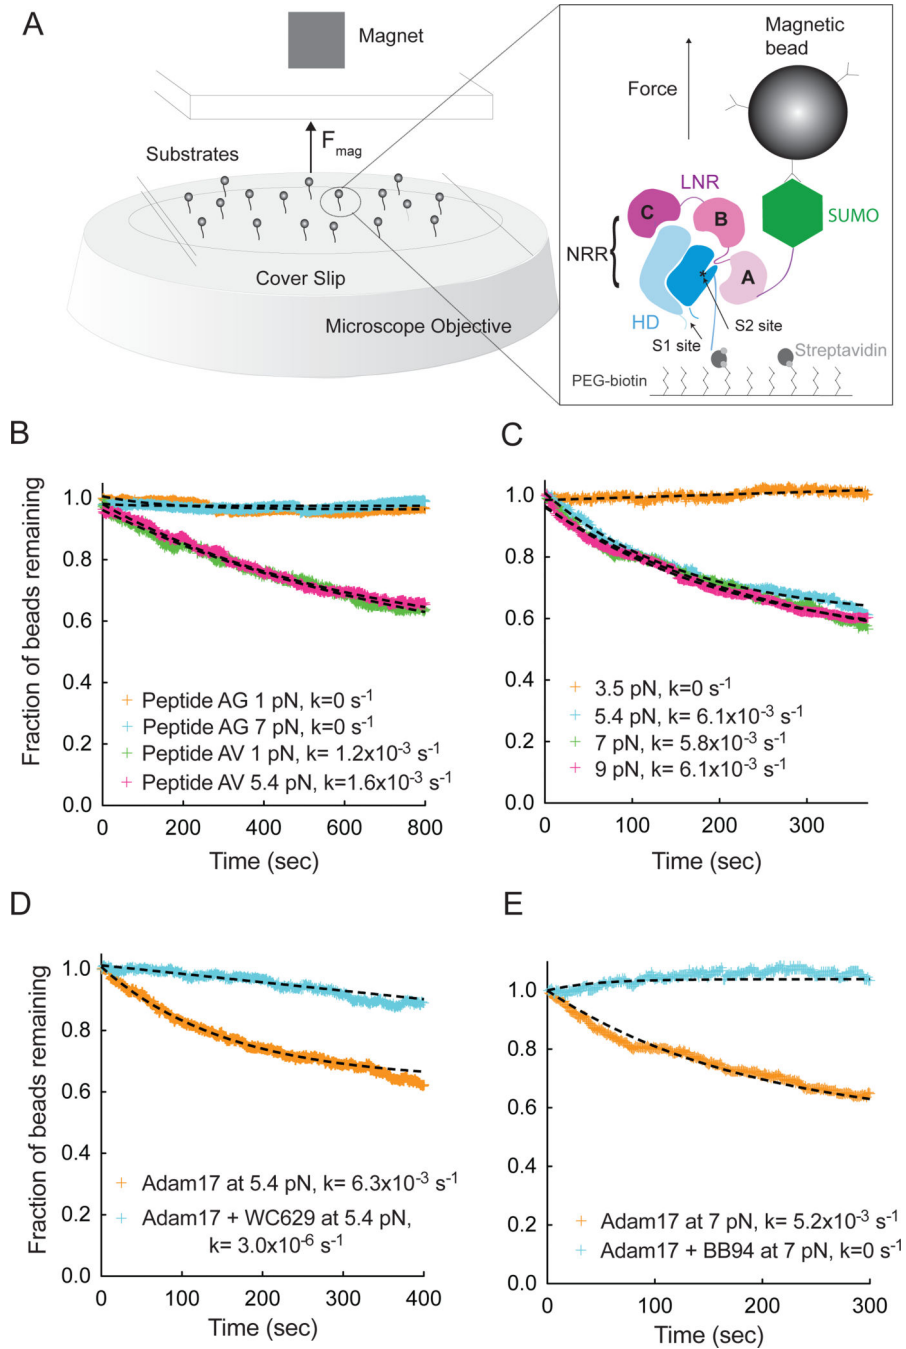 A
Magnet
F mag
Substrates
Cover Slip
Microscope Objective
Magnetic
bead
Force
LNR
C
B
SUMO
NRR
A
HD
S2 site
S1 site
Streptavidin
PEG-biotin
B
Fraction of beads remaining
1.0
0.8
0.6
0.4
0.2
0.0
Peptide AG 1 pN, k=0 s⁻¹
Peptide AG 7 pN, k=0 s⁻¹
Peptide AV 1 pN, k= 1.2x10⁻³ s⁻¹
Peptide AV 5.4 pN, k=1.6x10⁻³ s⁻¹
0 200 400 600 800
Time (sec)
C
1.0
0.8
0.6
0.4
0.2
0.0
3.5 pN, k=0 s⁻¹
5.4 pN, k= 6.1x10⁻³ s⁻¹
7 pN, k= 5.8x10⁻³ s⁻¹
9 pN, k= 6.1x10⁻³ s⁻¹
0 100 200 300
Time (sec)
D
Fraction of beads remaining
1.0
0.8
0.6
0.4
0.2
0.0
Adam17 at 5.4 pN, k= 6.3x10⁻³ s⁻¹
Adam17 + WC629 at 5.4 pN,
k= 3.0x10⁻⁶ s⁻¹
0 100 200 300 400
Time (sec)
E
1.0
0.8
0.6
0.4
0.2
0.0
Adam17 at 7 pN, k= 5.2x10⁻³ s⁻¹
Adam17 + BB94 at 7 pN, k=0 s⁻¹
0 100 200 300
Time (sec)